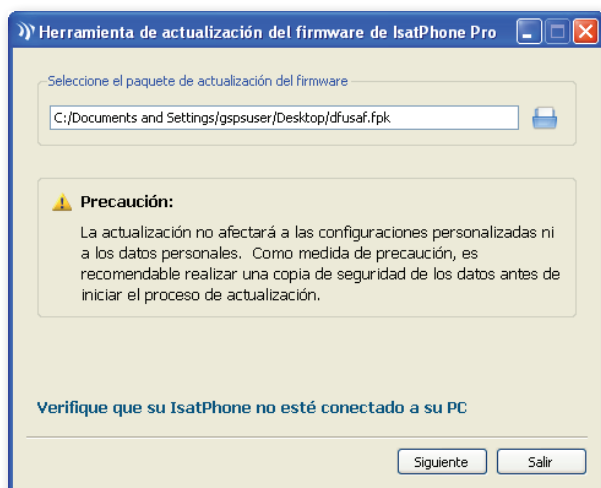 Herramienta de actualización del firmware de IsatPhone Pro
Seleccione el paquete de actualización del firmware
C:/Documents and Settings/gspsuser/Desktop/dfusaf.fpk
Precaución:
La actualización no afectará a las configuraciones personalizadas ni
a los datos personales. Como medida de precaución, es
recomendable realizar una copia de seguridad de los datos antes de
iniciar el proceso de actualización.
Verifique que su IsatPhone no esté conectado a su PC
Siguiente
Salir